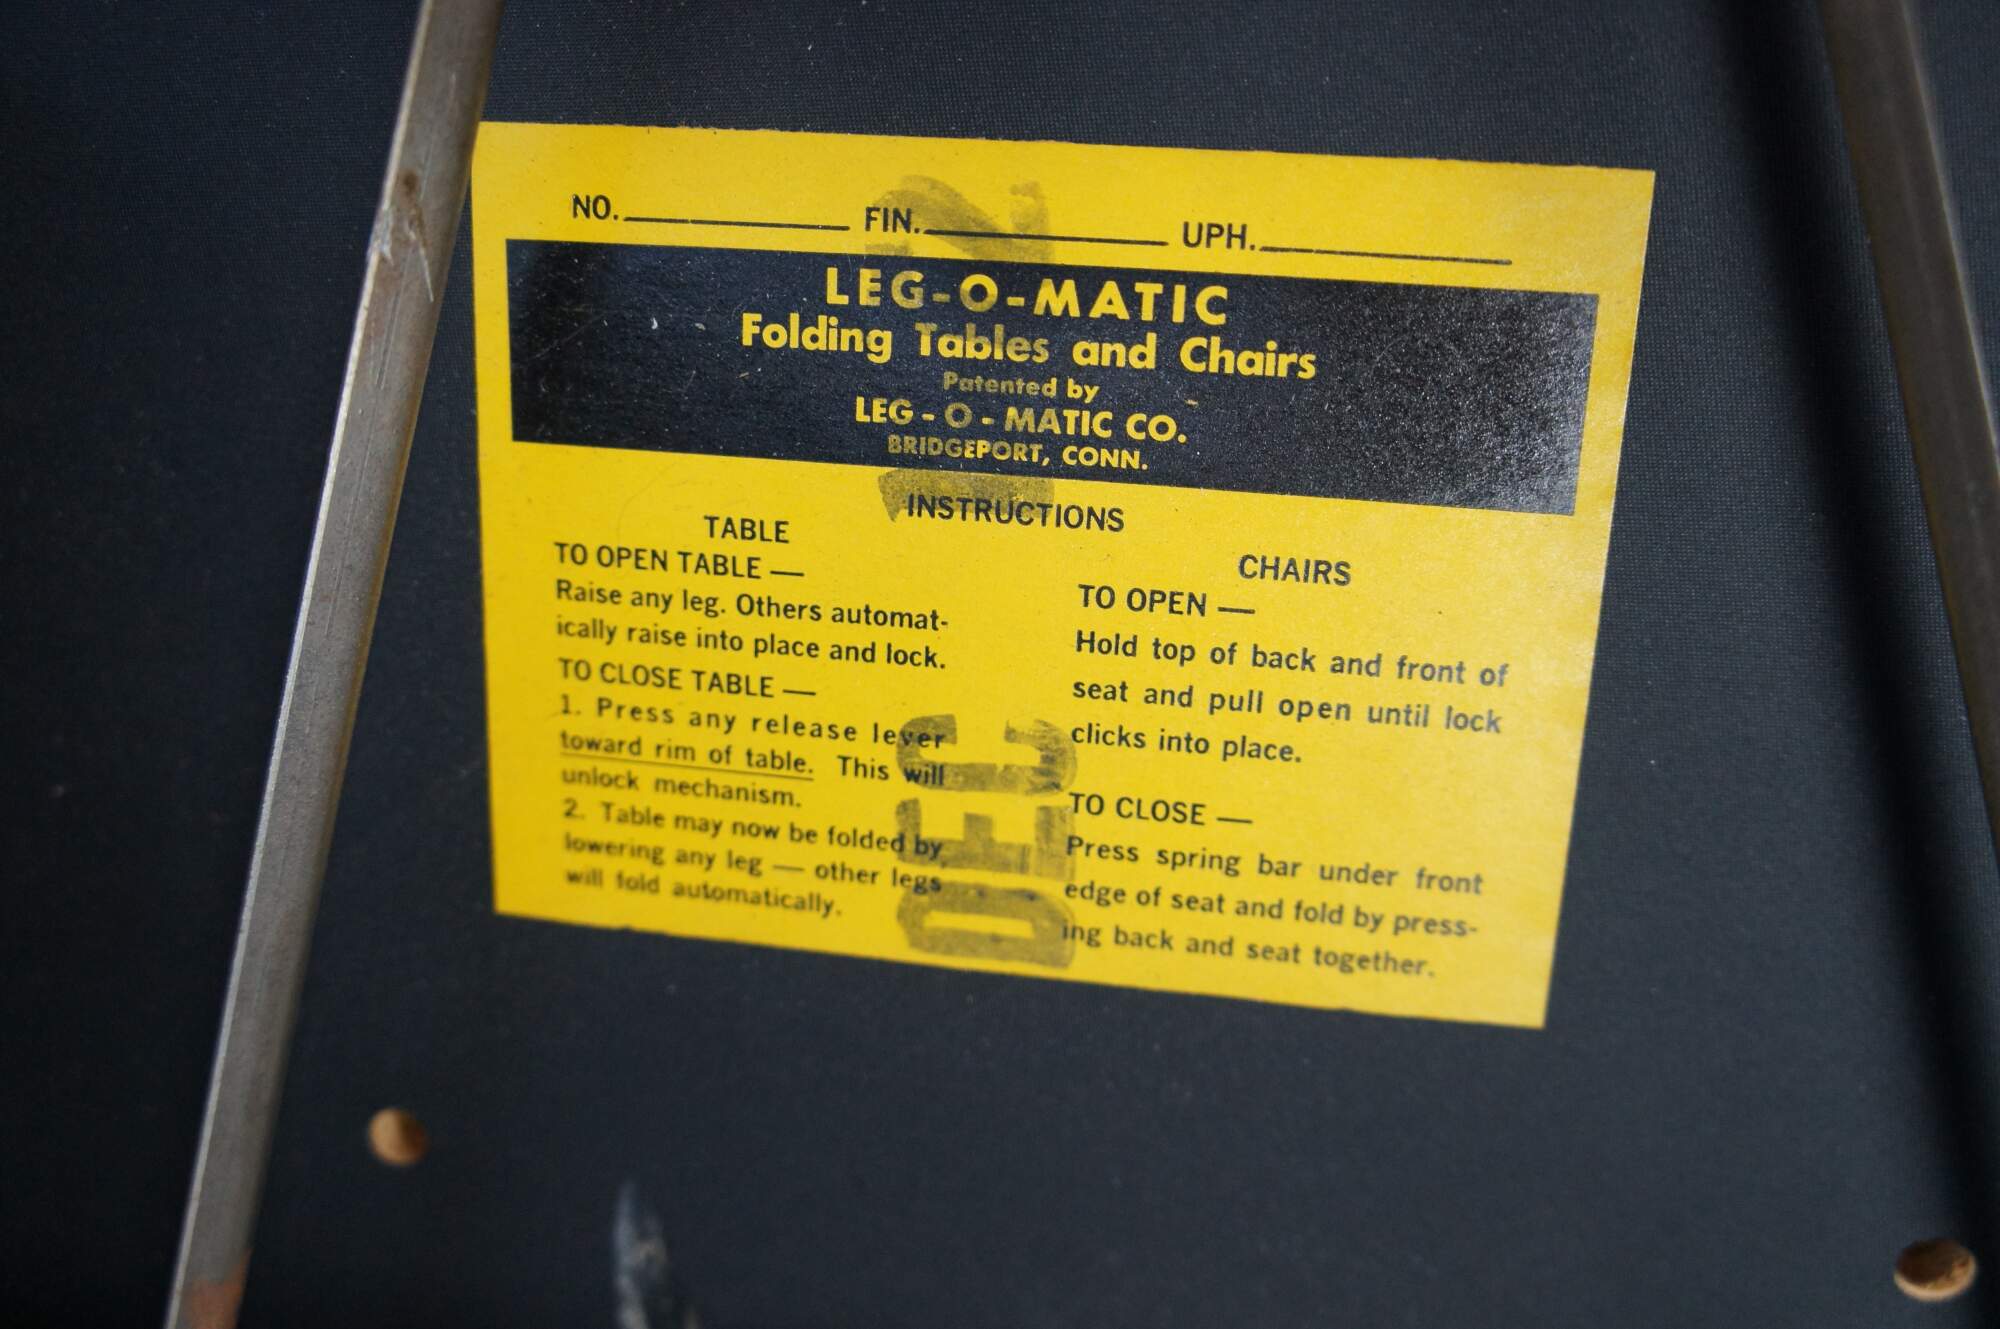 NO. FIN. UPH.
LEG-O-MATIC
Folding Tables and Chairs
Patented by
LEG-O-MATIC CO.
BRIDGEPORT, CONN.
INSTRUCTIONS
TABLE
TO OPEN TABLE —
Raise any leg. Others automat-
ically raise into place and lock.
TO CLOSE TABLE —
1. Press any release lever
toward rim of table. This will
unlock mechanism.
2. Table may now be folded by
lowering any leg — other legs
will fold automatically.
CHAIRS
TO OPEN —
Hold top of back and front of
seat and pull open until lock
clicks into place.
TO CLOSE —
Press spring bar under front
edge of seat and fold by press-
ing back and seat together.
DEC